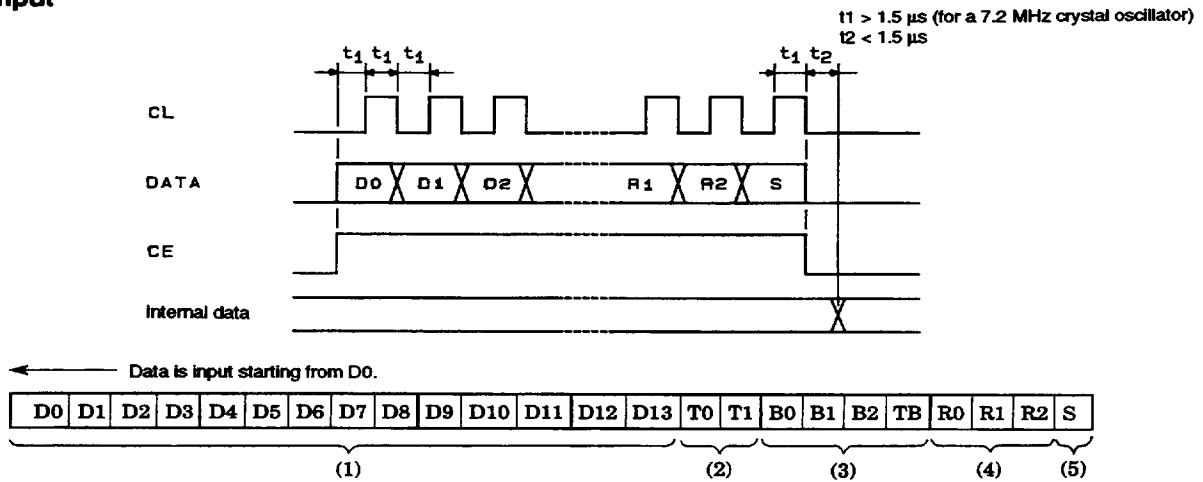 nput
t1 > 1.5 µs (for a 7.2 MHz crystal oscillator)
t2 < 1.5 µs
t1 t1 t1 t1 t2
CL
DATA D0 D1 D2 R1 R2 S
CE
Internal data
Data is input starting from D0.
D0 D1 D2 D3 D4 D5 D6 D7 D8 D9 D10 D11 D12 D13 T0 T1 B0 B1 B2 TB R0 R1 R2 S
(1) (2) (3) (4) (5)